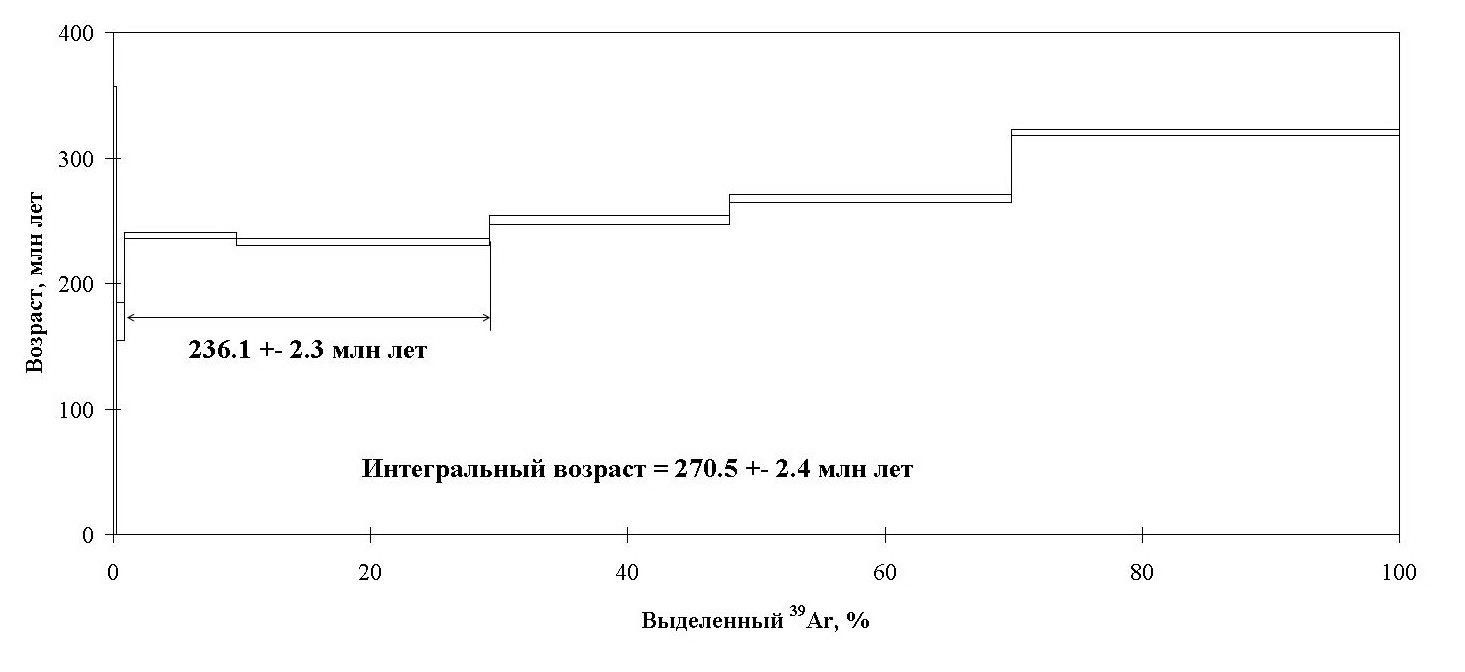 400
300
200
100
0
Возраст, млн лет
236.1 +- 2.3 млн лет
Интегральный возраст = 270.5 +- 2.4 млн лет
0 20 40 60 80 100
Выделенный ³⁹Ar, %